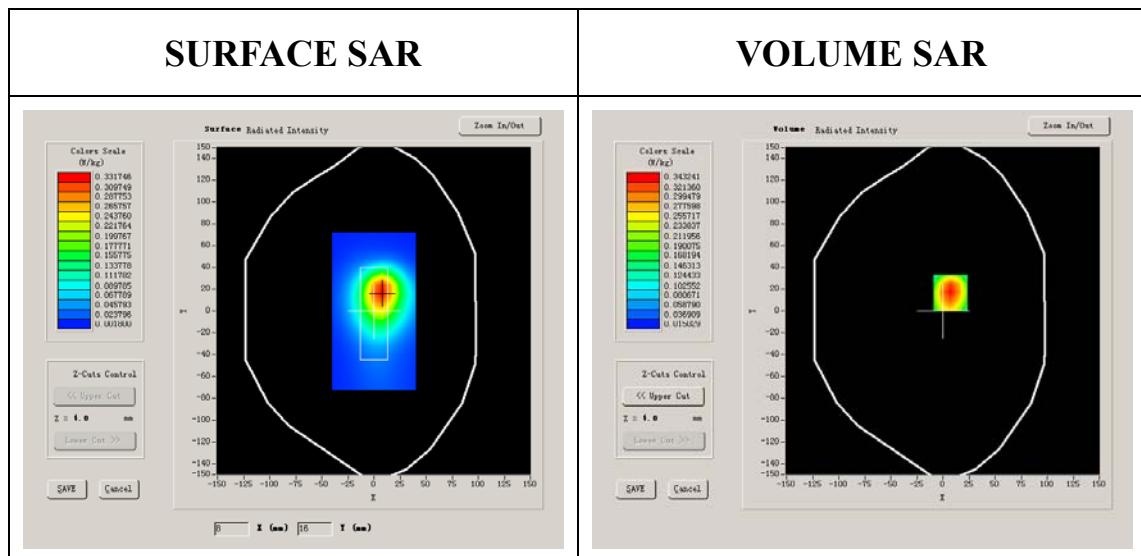 SURFACE SAR
VOLUME SAR
Surface Radiated Intensity
Zoom In/Out
Colors Scale
(W/kg)
0.331746
0.309749
0.287753
0.265757
0.243760
0.221764
0.199767
0.177771
0.155775
0.133778
0.111782
0.089785
0.067789
0.045793
0.023796
0.001800
150
140
120
100
80
60
40
20
0
-20
-40
-60
-80
-100
-120
-140
-150
Y
-150 -125 -100 -75 -50 -25 0 25 50 75 100 125 150
X
Z-Cuts Control
<< Upper Cut
Z = 4.0 mm
Lower Cut >>
SAVE Cancel
8 X (mm) 16 Y (mm)
Volume Radiated Intensity
Zoom In/Out
Colors Scale
(W/kg)
0.343241
0.321360
0.299479
0.277598
0.255717
0.233837
0.211956
0.190075
0.168194
0.146313
0.124433
0.102552
0.080671
0.058790
0.036909
0.015029
150
140
120
100
80
60
40
20
0
-20
-40
-60
-80
-100
-120
-140
-150
Y
-150 -125 -100 -75 -50 -25 0 25 50 75 100 125 150
X
Z-Cuts Control
<< Upper Cut
Z = 4.0 mm
Lower Cut >>
SAVE Cancel